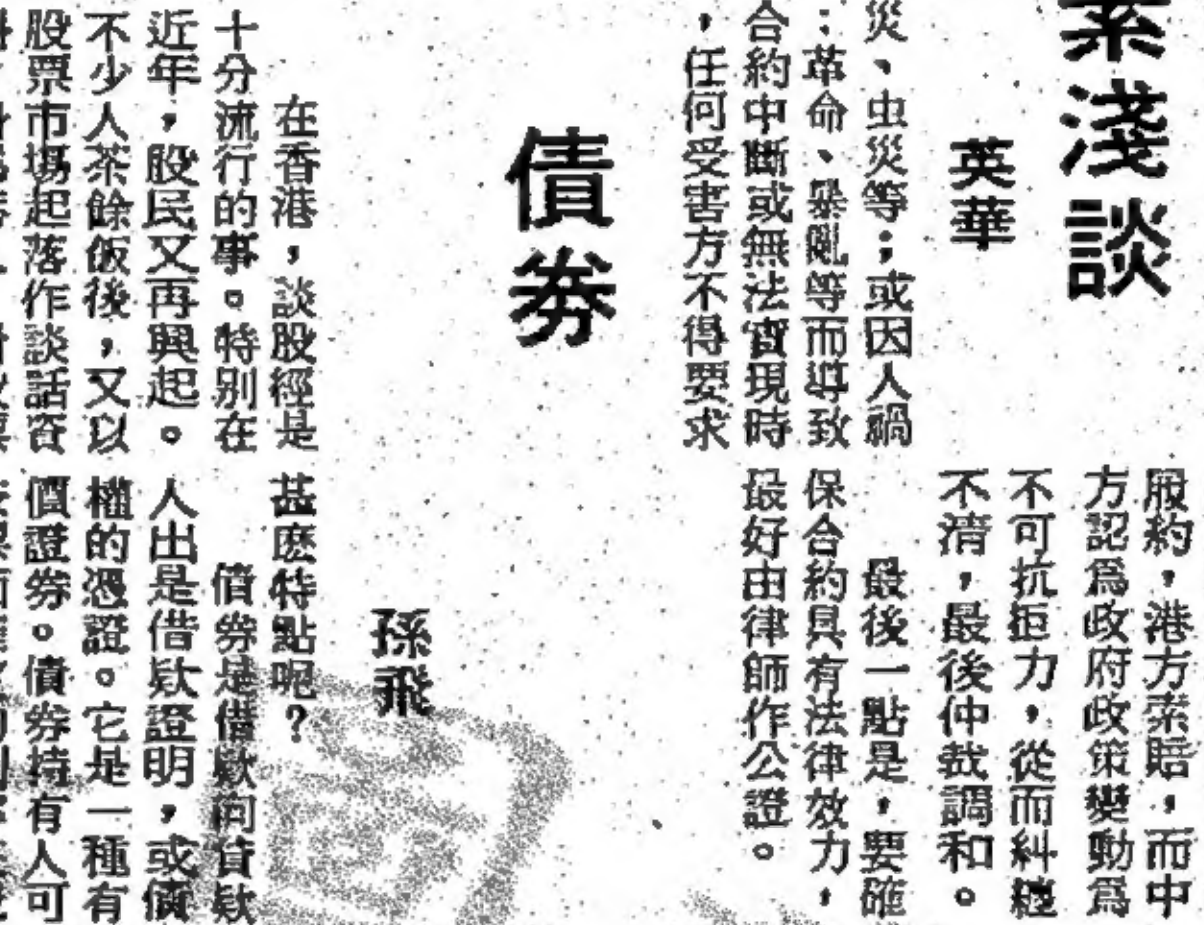 索淺談
英華
災、虫災等；或因人禍
：革命、暴亂等而導致
合約中斷或無法實現時
，任何受害方不得要求
履約，港方索賠，而中
方認爲政府政策變動爲
不可抗拒力，從而糾纏
不清，最後仲裁調和。
最後一點是，要確
保合約具有法律效力，
最好由律師作公證。
債券
孫飛
在香港，談股經是
十分流行的事。特別在
近年，股民又再興起。
不少人茶餘飯後，又以
股票市場起落作談話資
甚麽特點呢？
債券是借欵向貸欵
人出是借欵證明，或債
權的憑證。它是一種有
價證券。債券持有人可